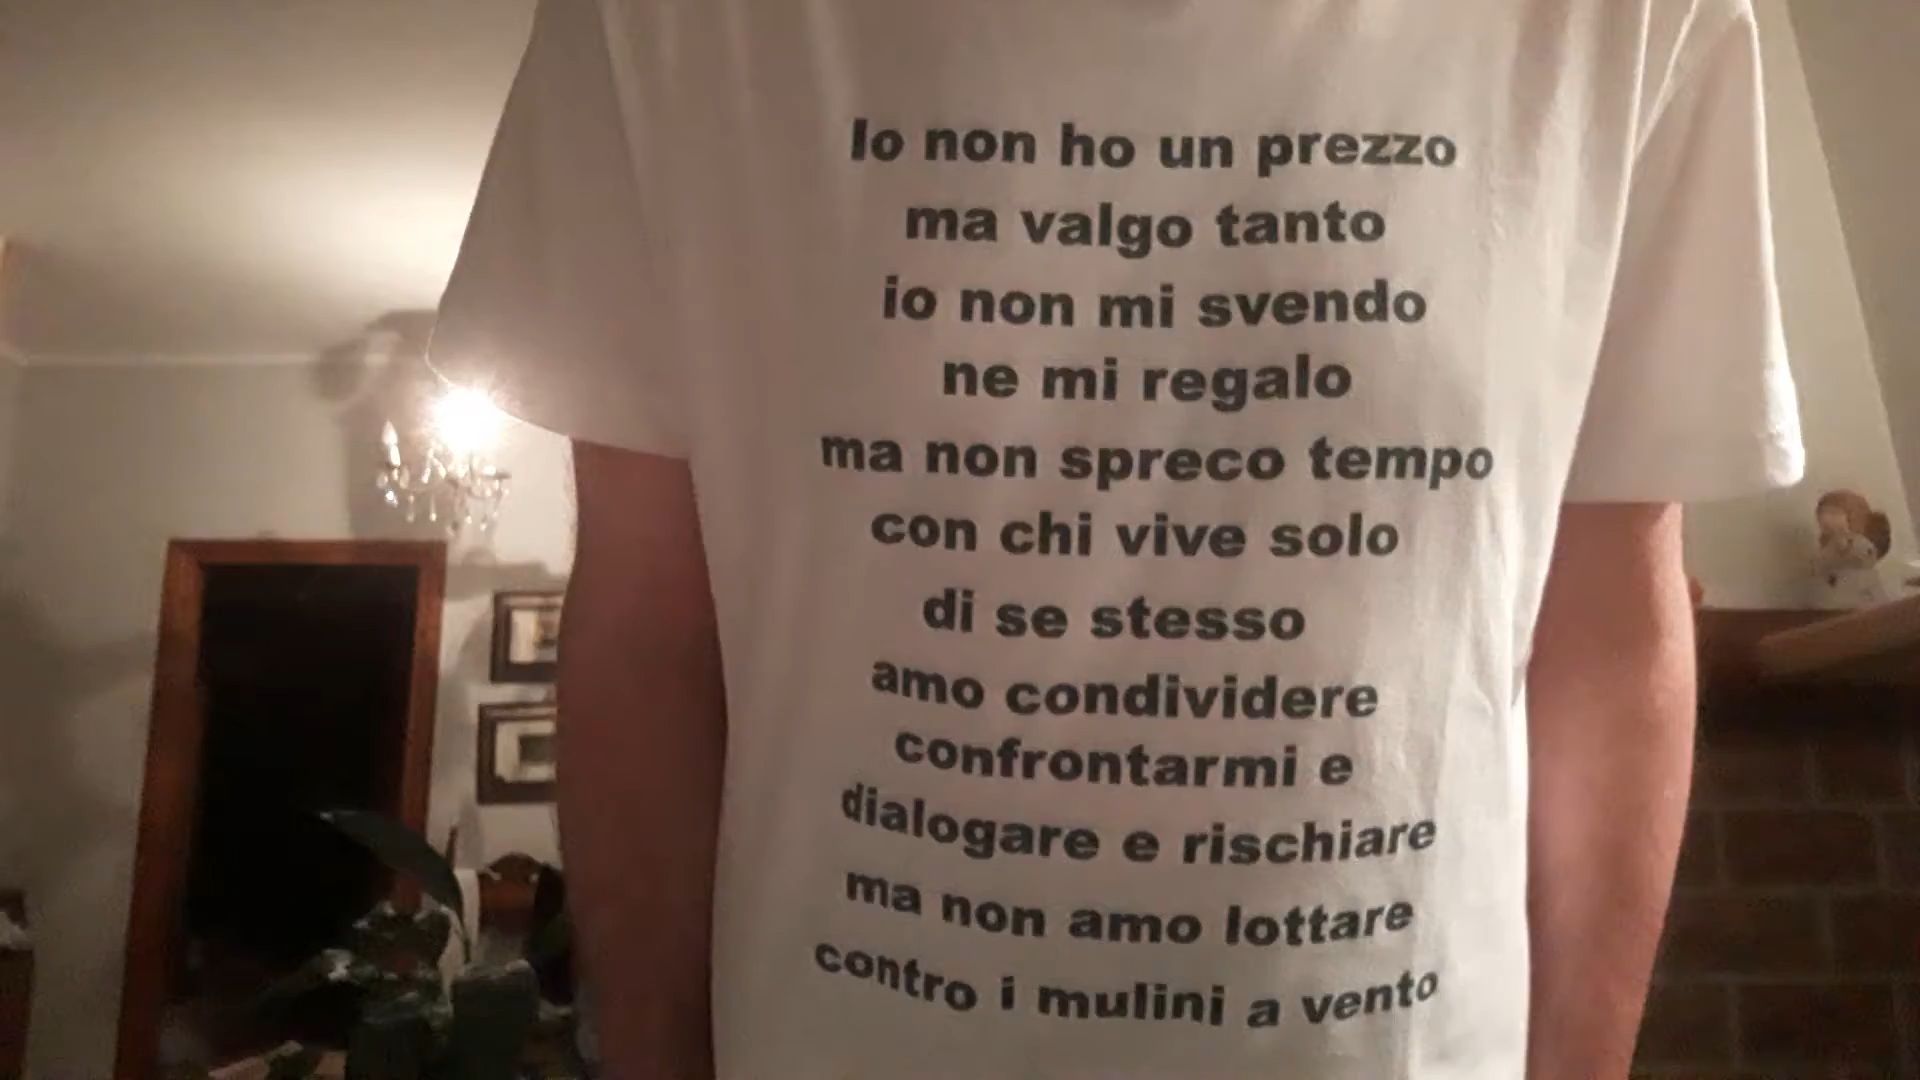 Io non ho un prezzo
ma valgo tanto
io non mi svendo
ne mi regalo
ma non spreco tempo
con chi vive solo
di se stesso
amo condividere
confrontarmi e
dialogare e rischiare
ma non amo lottare
contro i mulini a vento